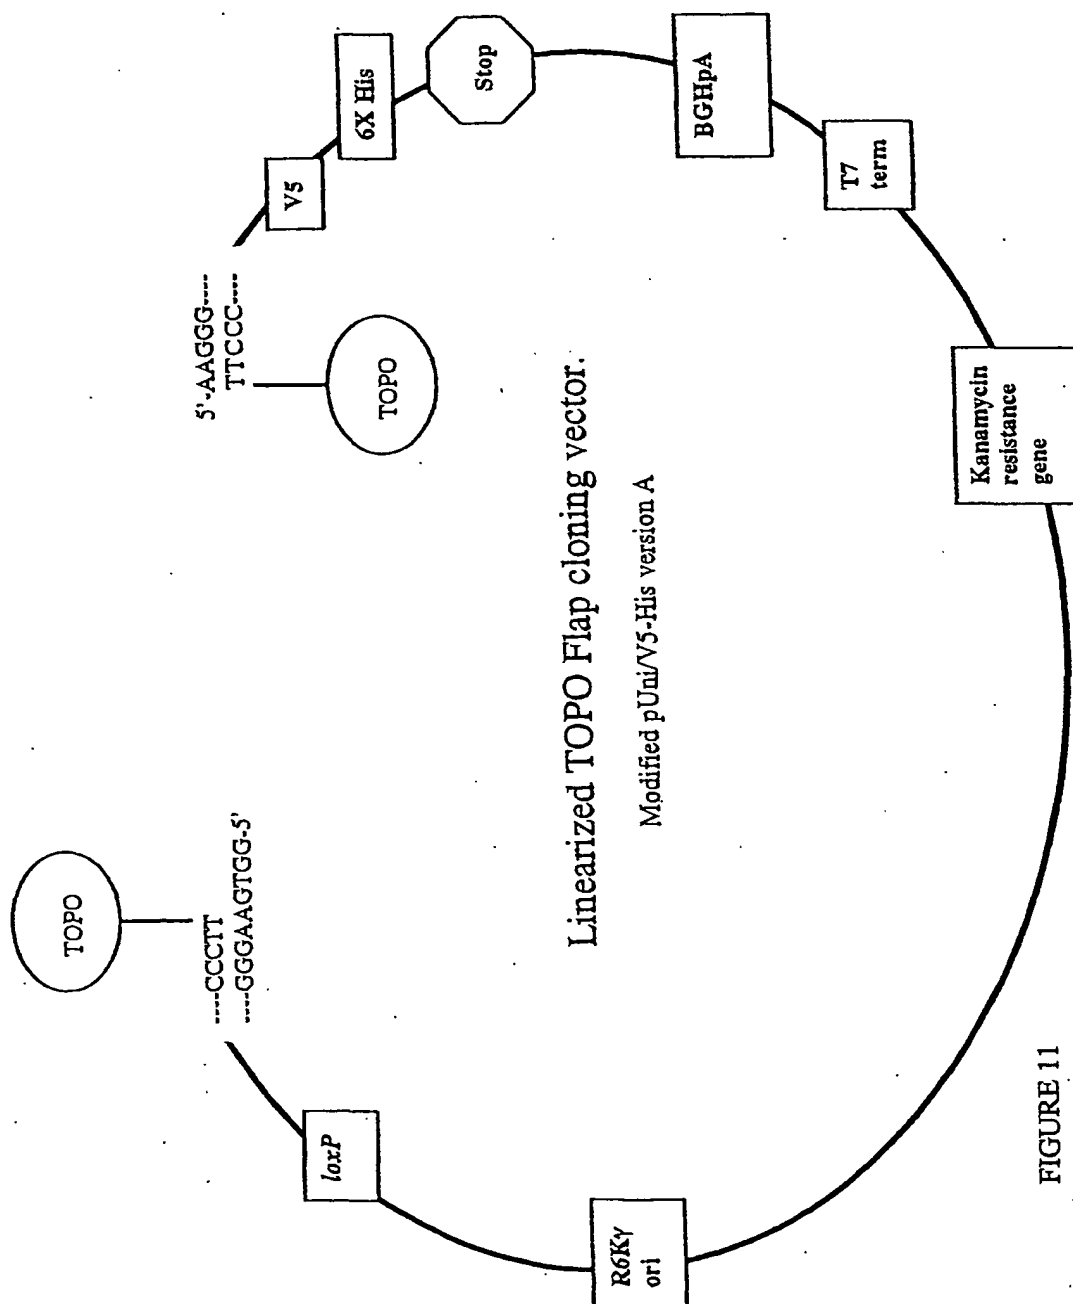 TOPO
----CCCTT
----GGGAAGTGG-5'
5'-AAGGG----
TTCCC----
TOPO
loxP
V5
6X His
Stop
R6Kγ
ori
Linearized TOPO Flap cloning vector.
Modified pUni/V5-His version A
BGHpA
T7
term
Kanamycin
resistance
gene
FIGURE 11